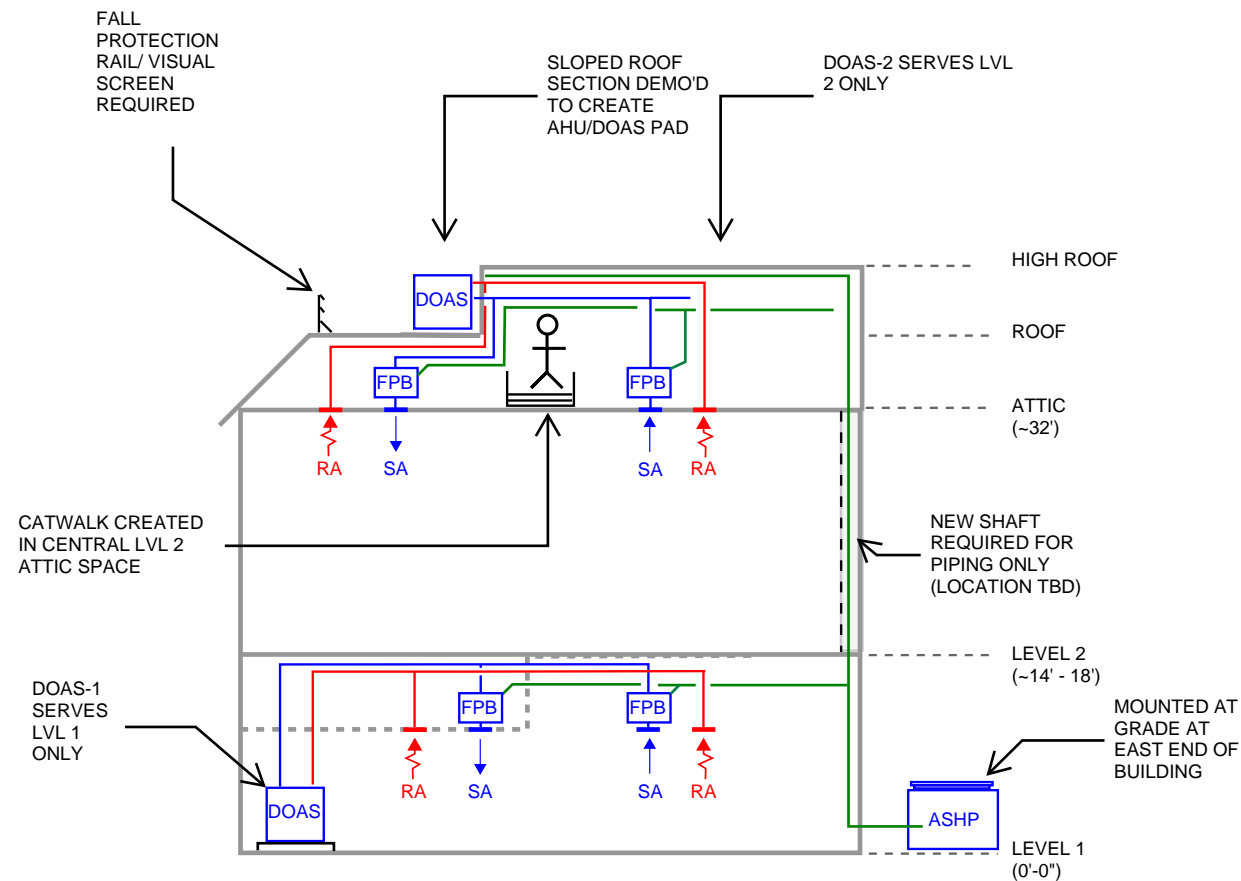 FALL
PROTECTION
RAIL/ VISUAL
SCREEN
REQUIRED
SLOPED ROOF
SECTION DEMO'D
TO CREATE
AHU/DOAS PAD
DOAS-2 SERVES LVL
2 ONLY
HIGH ROOF
DOAS
ROOF
FPB
FPB
ATTIC
(~32')
RA
SA
SA
RA
CATWALK CREATED
IN CENTRAL LVL 2
ATTIC SPACE
NEW SHAFT
REQUIRED FOR
PIPING ONLY
(LOCATION TBD)
LEVEL 2
(~14' - 18')
DOAS-1
SERVES
LVL 1
ONLY
FPB
FPB
MOUNTED AT
GRADE AT
EAST END OF
BUILDING
RA
SA
SA
RA
DOAS
ASHP
LEVEL 1
(0'-0")